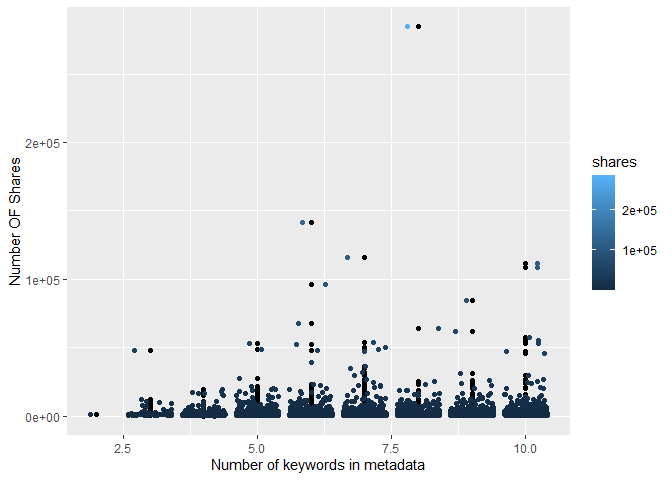 2e+05
1e+05
0e+00
Number OF Shares
2.5
5.0
7.5
10.0
Number of keywords in metadata
shares
2e+05
1e+05